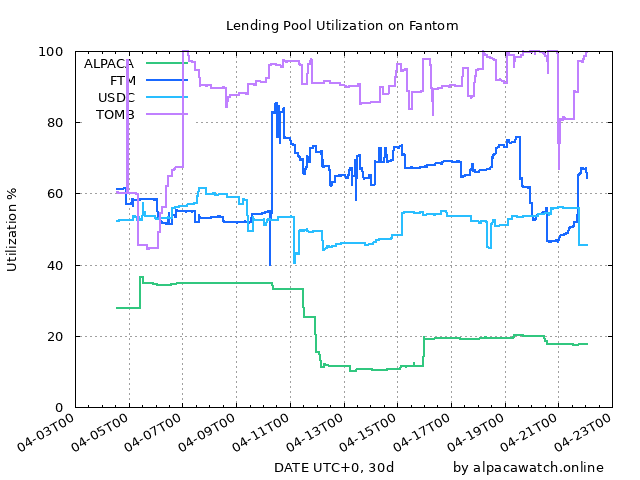 Lending Pool Utilization on Fantom
Utilization %
100
80
60
40
20
0
ALPACA
FTM
USDC
TOMB
04-03T00
04-05T00
04-07T00
04-09T00
04-11T00
04-13T00
04-15T00
04-17T00
04-19T00
04-21T00
04-23T00
DATE UTC+0, 30d
by alpacawatch.online